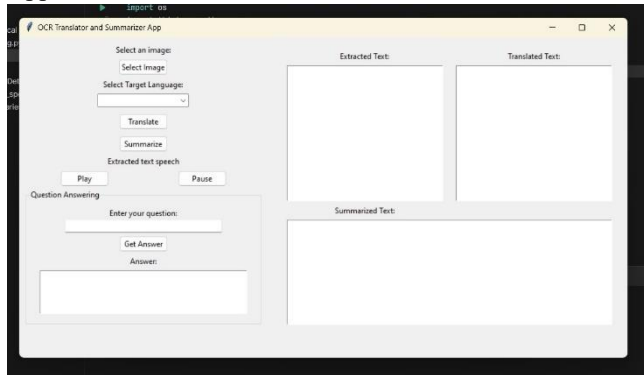 import os
OCR Translator and Summarizer App
Select an image:
Select Image
Select Target Language:
Translate
Summarize
Extracted text speech
Play Pause
Question Answering
Enter your question:
Get Answer
Answer:
Extracted Text:
Translated Text:
Summarized Text: